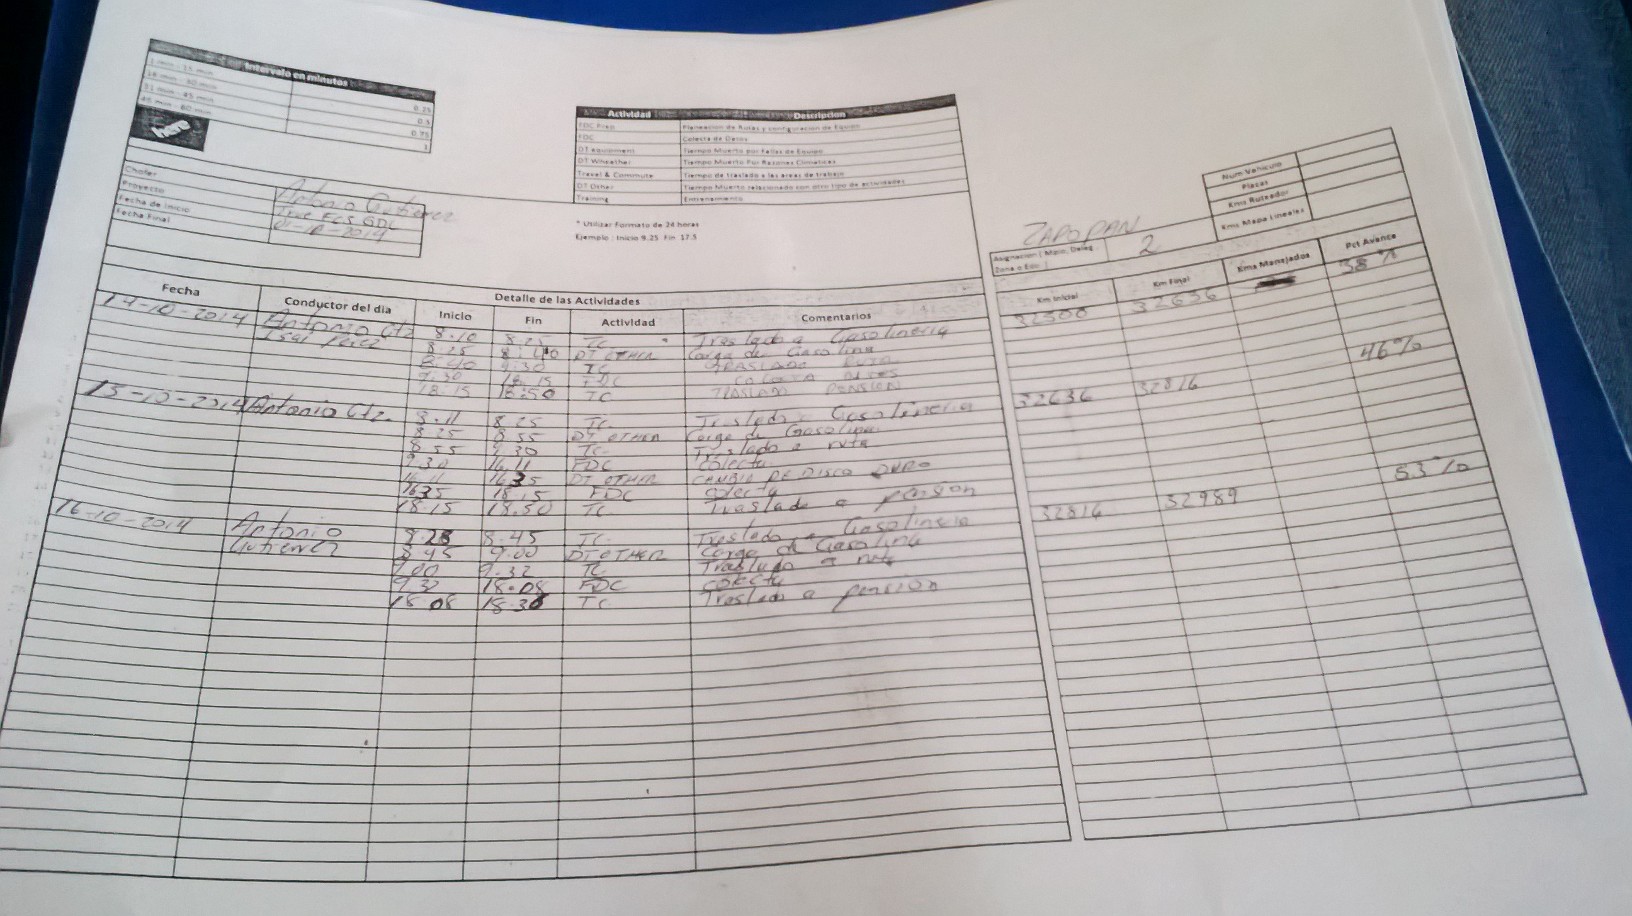 Intervalo en minutos
1 min - 15 min 0.25
16 min - 30 min 0.5
31 min - 45 min 0.75
46 min - 60 min 1
here
Actividad Descripcion
FDC Prep Planeacion de Rutas y configuracion de Equipo
FDC Colecta de Datos
DT equipment Tiempo Muerto por Fallas de Equipo
DT Wheather Tiempo Muerto Por Razones Climaticas
Travel & Commute Tiempo de traslado a las areas de trabajo
DT Other Tiempo Muerto relacionado con otro tipo de actividades
Training Entrenamiento
* Utilizar Formato de 24 horas
Ejemplo : Inicio 9.25 Fin 17.5
Chofer Antonio Gutierrez
Proyecto True FCS GDL
Fecha de Inicio 01-10-2014
Fecha Final
Num Vehiculo
Placas
Kms Ruteador
Kms Mapa Lineales
ZAPOPAN
Asignacion ( Mpio, Deleg 2
Zona o Edo )
Detalle de las Actividades
Fecha Conductor del dia Inicio Fin Actividad Comentarios Km Inicial Km Final Kms Manejados Pct Avance
14-10-2014 Antonio Gtz 8.10 8.25 TC Traslado a Gasolineria 32500 32636 38%
Isai Perez 8.25 8:40 DT OTHER Carga de Gasolina
8:40 9:30 TC TRASLADO RUTA
9.30 18.15 FDC COLECTA
18.15 18:50 TC TRASLADO PENSION
15-10-2014 Antonio Gtz. 8.11 8.25 TC. Traslado a Gasolineria 32636 32816 46%
8.25 8.55 DT OTHER Carga de Gasolina
8.55 9.30 TC Traslado a ruta
9.30 16.11 FDC colecta
16.11 16.35 DT OTHER CAMBIO DE DISCO DURO
16.35 18.15 FDC colecta
18.15 18.50 TC Traslado a pension
16-10-2014 Antonio 8.28 8.45 TC. Traslado a Gasolineria 32816 32989 53%
Gutierrez 8.45 9.00 DT OTHER Carga de Gasolina
9.00 9.32 TC Traslado a ruta
9.32 18.08 FDC colecta
18.08 18.30 TC Traslado a pension